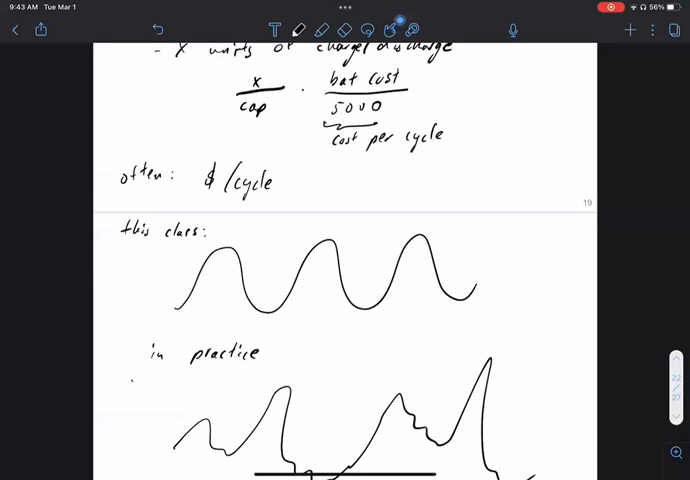 9:43 AM Tue Mar 1
56%
- X units of charge/discharge
x
cap
.
bat cost
5000
cost per cycle
often: $/cycle
19
this class:
in practice
22
/
27